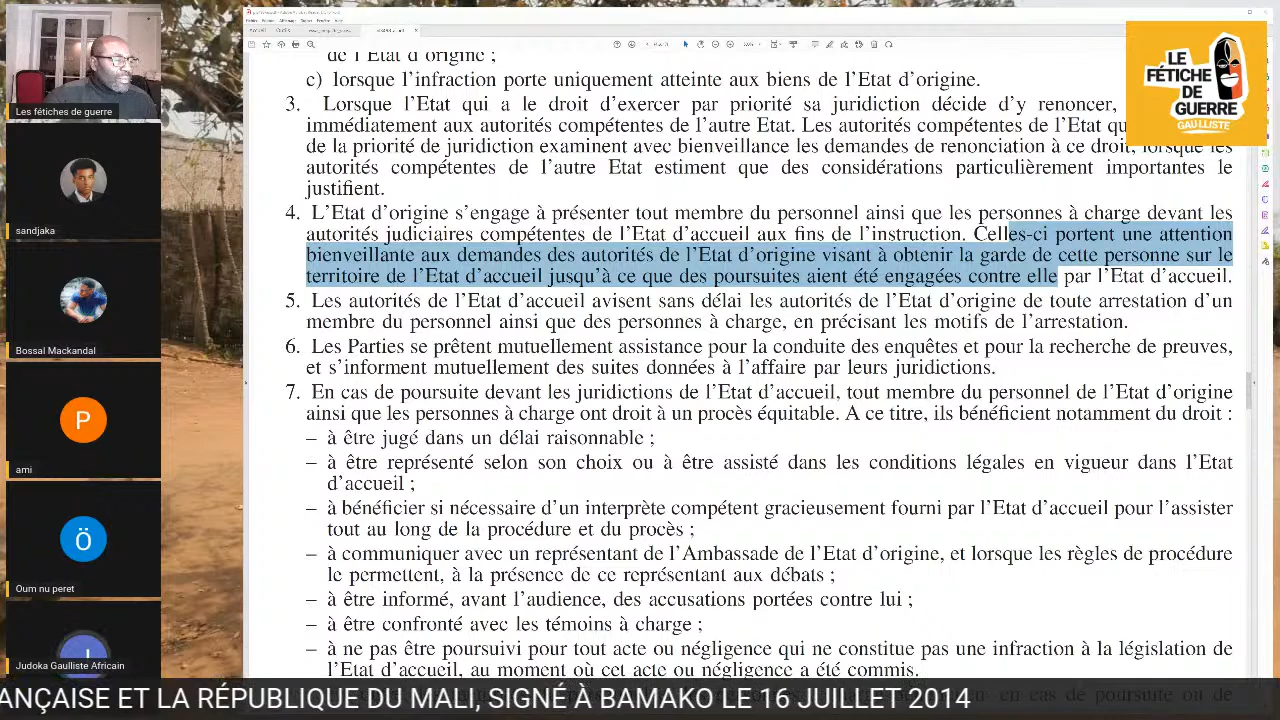 Les fétiches de guerre
sandjaka
Bossal Mackandal
P
ami
Ö
Oum nu peret
Judoka Gaulliste Africain
LE
FÉTICHE
DE
GUERRE
GAULLISTE
de l'Etat d'origine ;
c) lorsque l'infraction porte uniquement atteinte aux biens de l'Etat d'origine.
3. Lorsque l'Etat qui a le droit d'exercer par priorité sa juridiction décide d'y renoncer,
immédiatement aux autorités compétentes de l'autre Etat. Les autorités compétentes de l'Etat
de la priorité de juridiction examinent avec bienveillance les demandes de renonciation à ce droit, lorsque les
autorités compétentes de l'autre Etat estiment que des considérations particulièrement importantes le
justifient.
4. L'Etat d'origine s'engage à présenter tout membre du personnel ainsi que les personnes à charge devant les
autorités judiciaires compétentes de l'Etat d'accueil aux fins de l'instruction. Celles-ci portent une attention
bienveillante aux demandes des autorités de l'Etat d'origine visant à obtenir la garde de cette personne sur le
territoire de l'Etat d'accueil jusqu'à ce que des poursuites aient été engagées contre elle par l'Etat d'accueil.
5. Les autorités de l'Etat d'accueil avisent sans délai les autorités de l'Etat d'origine de toute arrestation d'un
membre du personnel ainsi que des personnes à charge, en précisant les motifs de l'arrestation.
6. Les Parties se prêtent mutuellement assistance pour la conduite des enquêtes et pour la recherche de preuves,
et s'informent mutuellement des suites données à l'affaire par leurs juridictions.
7. En cas de poursuite devant les juridictions de l'Etat d'accueil, tout membre du personnel de l'Etat d'origine
ainsi que les personnes à charge ont droit à un procès équitable. A ce titre, ils bénéficient notamment du droit :
– à être jugé dans un délai raisonnable ;
– à être représenté selon son choix ou à être assisté dans les conditions légales en vigueur dans l'Etat
d'accueil ;
– à bénéficier si nécessaire d'un interprète compétent gracieusement fourni par l'Etat d'accueil pour l'assister
tout au long de la procédure et du procès ;
– à communiquer avec un représentant de l'Ambassade de l'Etat d'origine, et lorsque les règles de procédure
le permettent, à la présence de ce représentant aux débats ;
– à être informé, avant l'audience, des accusations portées contre lui ;
– à être confronté avec les témoins à charge ;
– à ne pas être poursuivi pour tout acte ou négligence qui ne constitue pas une infraction à la législation de
l'Etat d'accueil, au moment où cet acte ou négligence a été commis.
ANÇAISE ET LA RÉPUBLIQUE DU MALI, SIGNÉ À BAMAKO LE 16 JUILLET 2014